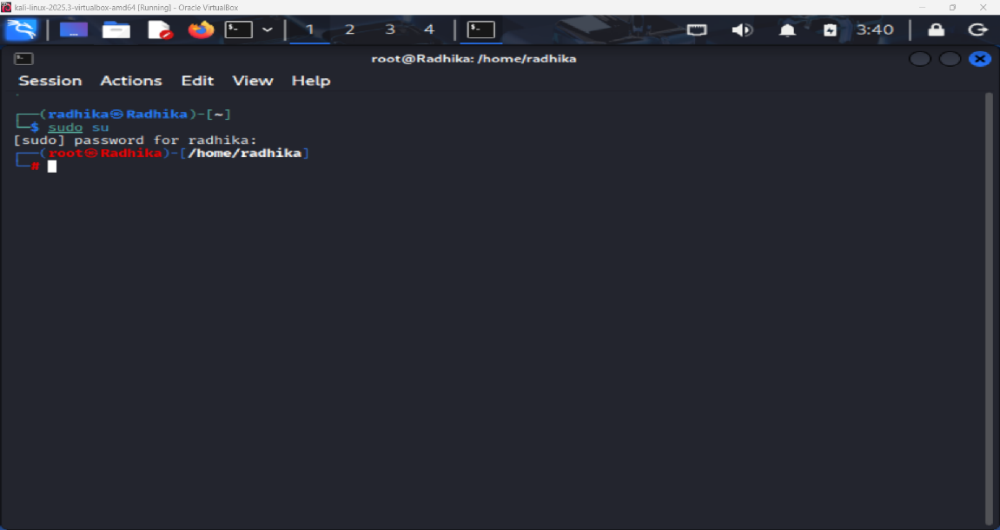 kali-linux-2025.3-virtualbox-amd64 [Running] - Oracle VirtualBox
1 2 3 4 3:40
root@Radhika: /home/radhika
Session Actions Edit View Help
┌──(radhika㉿Radhika)-[~]
└─$ sudo su
[sudo] password for radhika:
┌──(root㉿Radhika)-[/home/radhika]
└─#